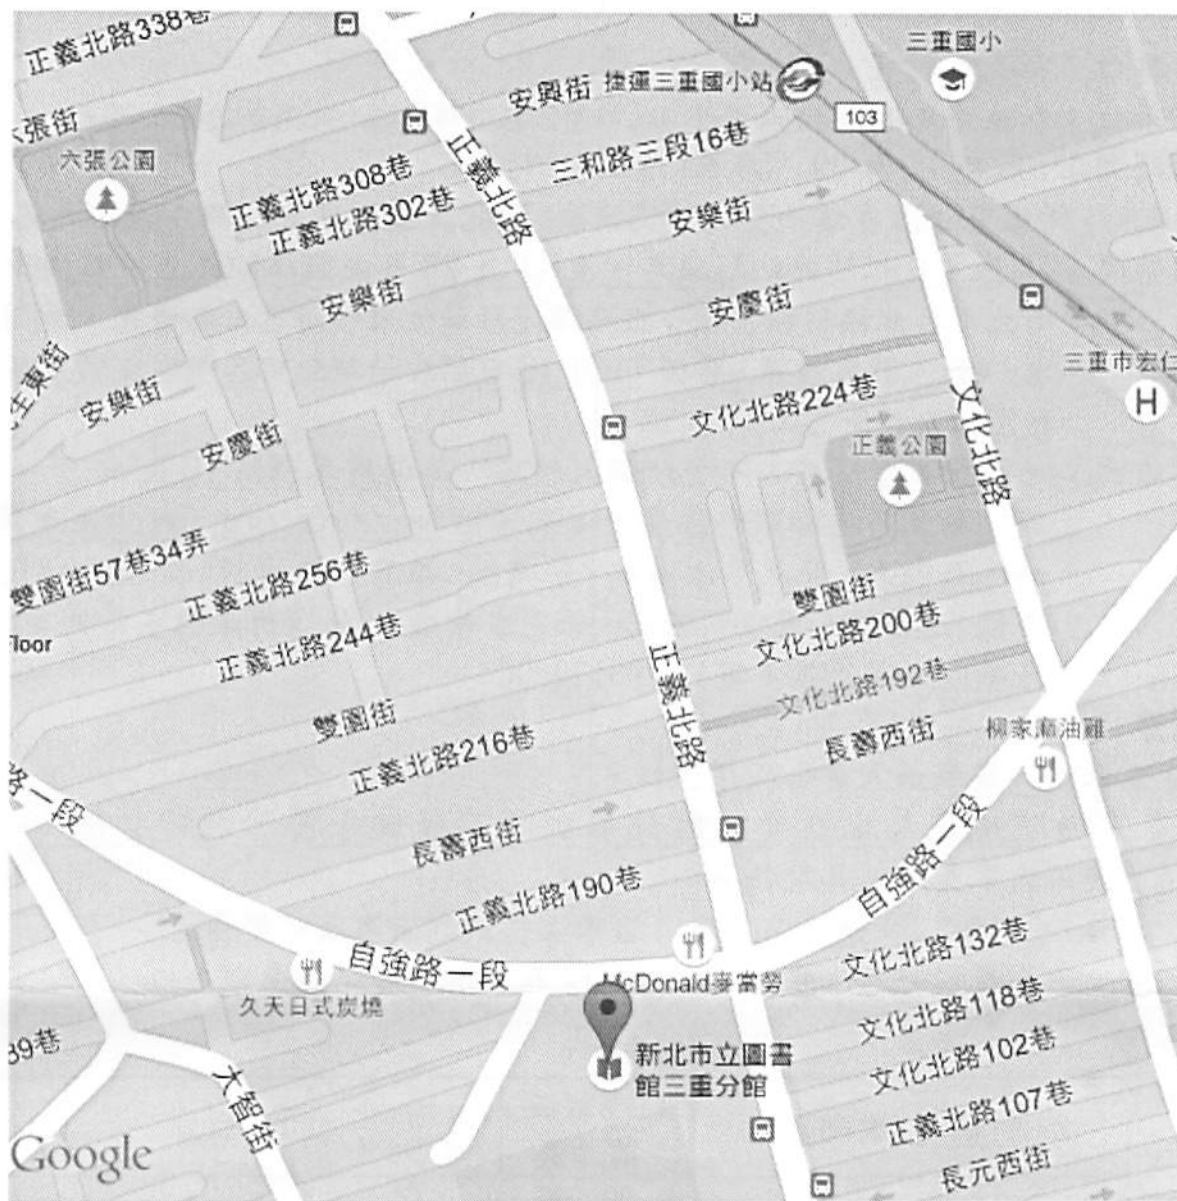 正義北路338巷
三重國小
安興街
捷運三重國小站
103
六張街
六張公園
正義北路
三和路三段16巷
正義北路308巷
正義北路302巷
安樂街
安樂街
安慶街
三重市宏仁
安樂街
文化北路224巷
文化北路
安慶街
正義公園
雙園街57巷34弄
正義北路256巷
雙園街
文化北路200巷
floor
正義北路244巷
正義北路
文化北路192巷
雙園街
長壽西街
柳家麻油雞
正義北路216巷
路一段
長壽西街
自強路一段
正義北路190巷
自強路一段
文化北路132巷
McDonald麥當勞
久天日式炭燒
文化北路118巷
39巷
新北市立圖書
館三重分館
文化北路102巷
大智街
正義北路107巷
Google
長元西街